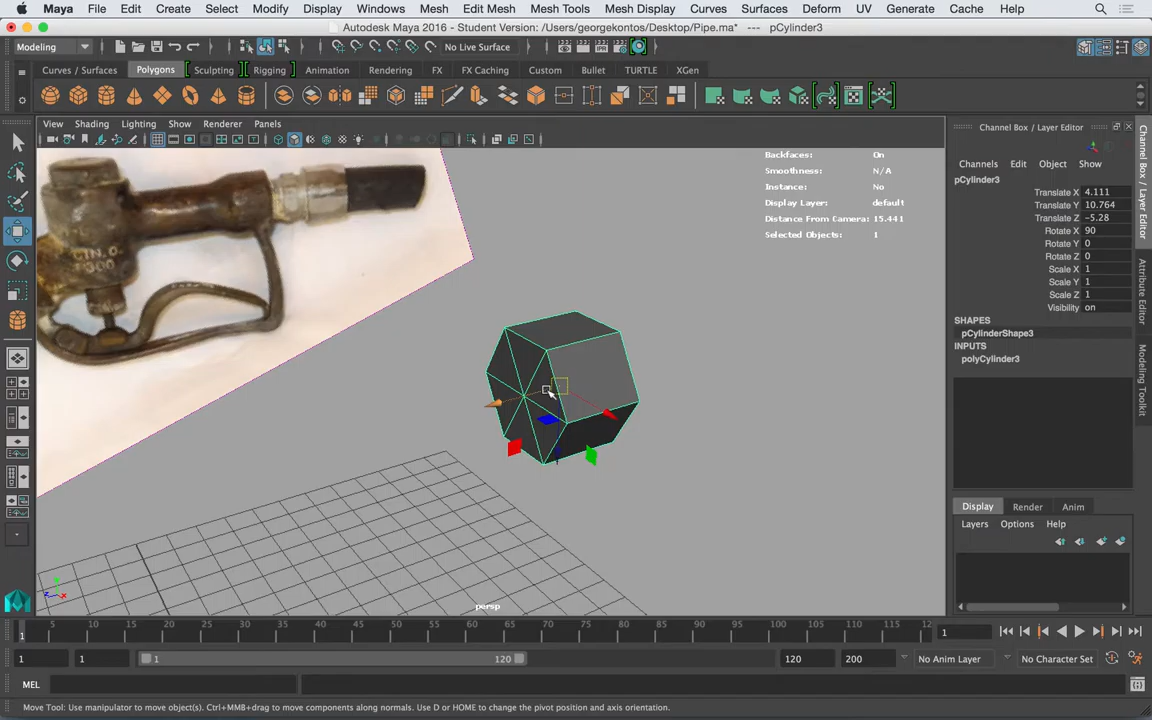 Maya File Edit Create Select Modify Display Windows Mesh Edit Mesh Mesh Tools Mesh Display Curves Surfaces Deform UV Generate Cache Help
Autodesk Maya 2016 - Student Version: /Users/georgekontos/Desktop/Pipe.ma* --- pCylinder3
Modeling No Live Surface
Curves / Surfaces Polygons Sculpting Rigging Animation Rendering FX FX Caching Custom Bullet TURTLE XGen
View Shading Lighting Show Renderer Panels
Backfaces: On
Smoothness: N/A
Instance: No
Display Layer: default
Distance From Camera: 15.441
Selected Objects: 1
persp
Channel Box / Layer Editor
Channels Edit Object Show
pCylinder3
Translate X 4.111
Translate Y 10.764
Translate Z -5.28
Rotate X 90
Rotate Y 0
Rotate Z 0
Scale X 1
Scale Y 1
Scale Z 1
Visibility on
SHAPES
pCylinderShape3
INPUTS
polyCylinder3
Display Render Anim
Layers Options Help
Channel Box / Layer Editor
Attribute Editor
Modeling Toolkit
1 5 10 15 20 25 30 35 40 45 50 55 60 65 70 75 80 85 90 95 100 105 110 115 12 1
1 1 1 120 120 200 No Anim Layer No Character Set
MEL
Move Tool: Use manipulator to move object(s). Ctrl+MMB+drag to move components along normals. Use D or HOME to change the pivot position and axis orientation.